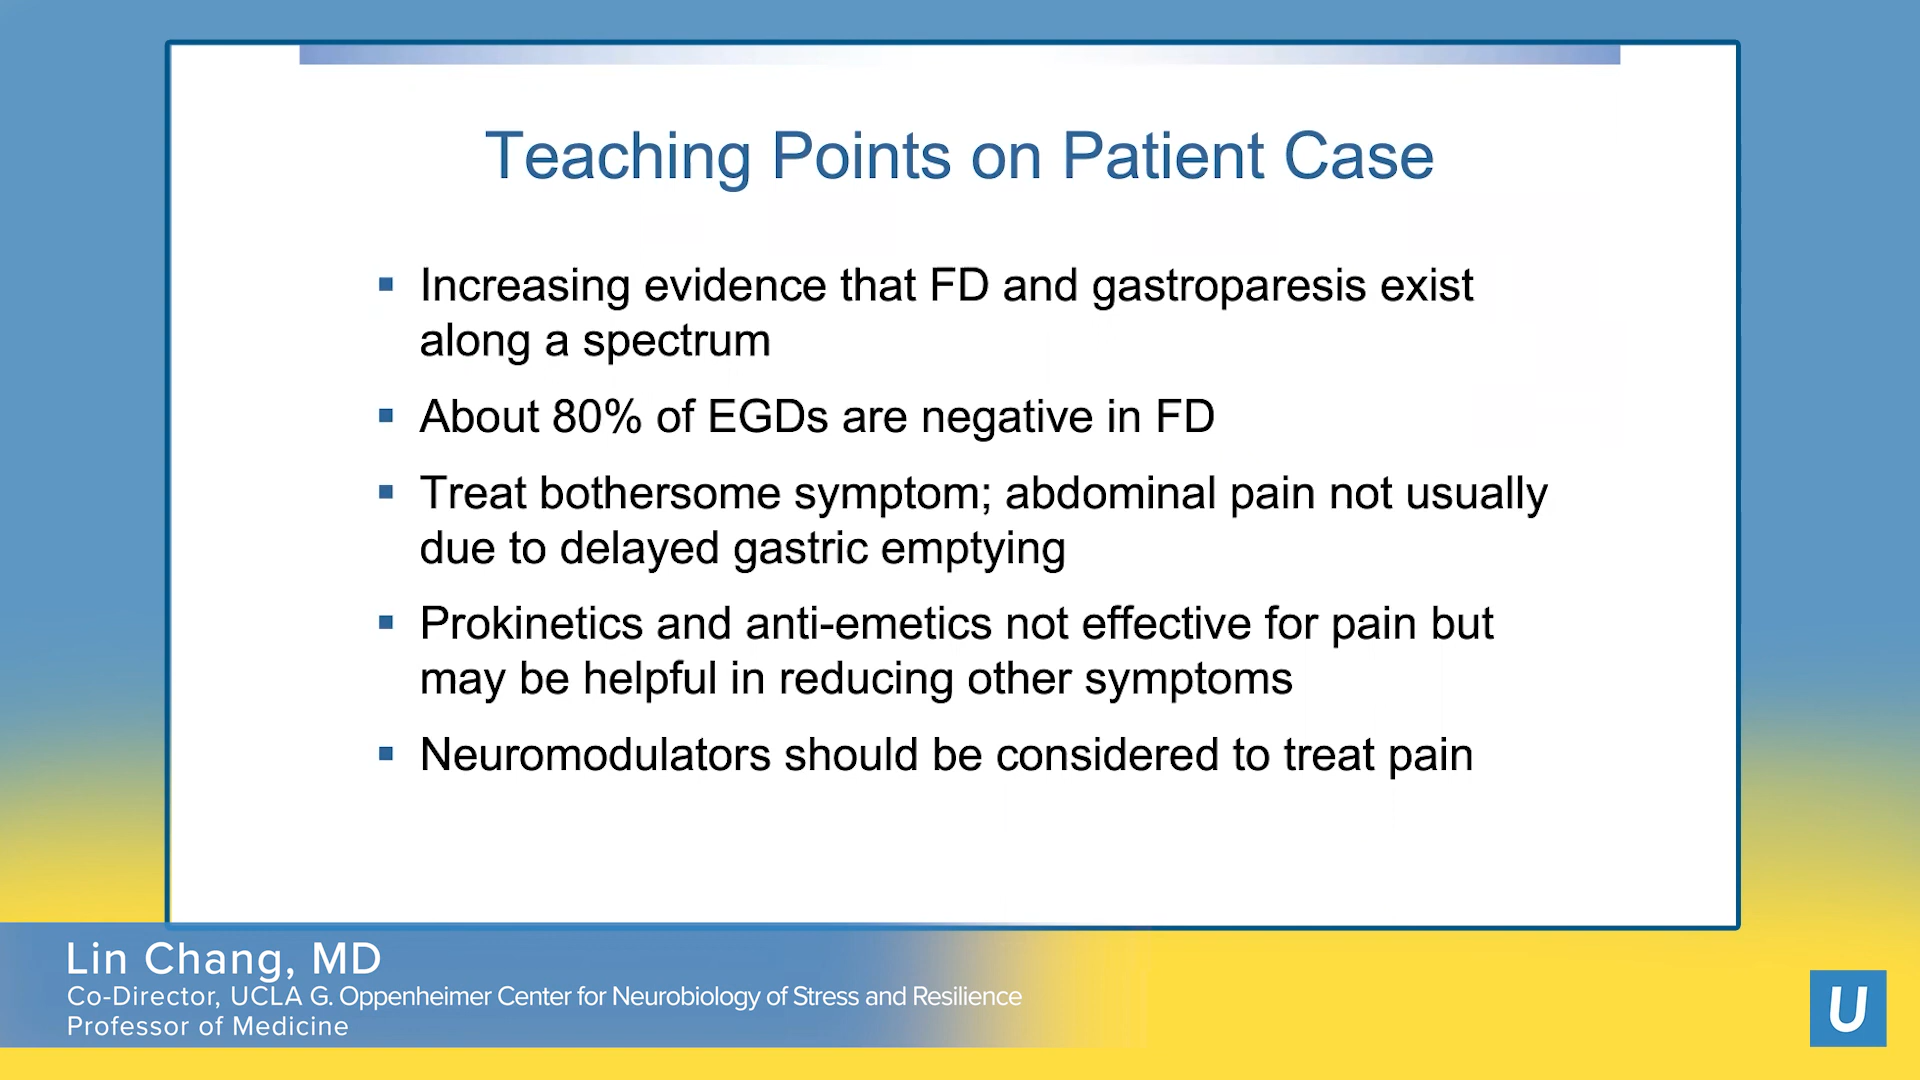 Teaching Points on Patient Case
▪ Increasing evidence that FD and gastroparesis exist
along a spectrum
▪ About 80% of EGDs are negative in FD
▪ Treat bothersome symptom; abdominal pain not usually
due to delayed gastric emptying
▪ Prokinetics and anti-emetics not effective for pain but
may be helpful in reducing other symptoms
▪ Neuromodulators should be considered to treat pain
Lin Chang, MD
Co-Director, UCLA G. Oppenheimer Center for Neurobiology of Stress and Resilience
Professor of Medicine
U